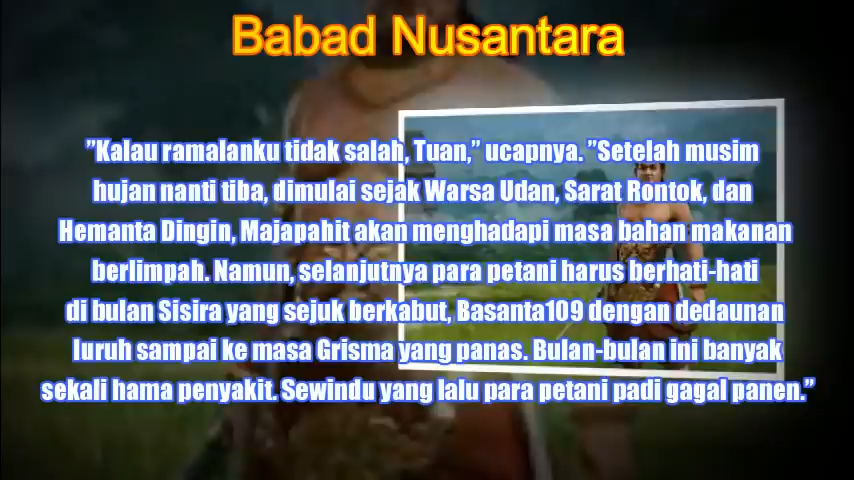 Babad Nusantara
”Kalau ramalanku tidak salah, Tuan,” ucapnya. ”Setelah musim
hujan nanti tiba, dimulai sejak Warsa Udan, Sarat Rontok, dan
Hemanta Dingin, Majapahit akan menghadapi masa bahan makanan
berlimpah. Namun, selanjutnya para petani harus berhati-hati
di bulan Sisira yang sejuk berkabut, Basanta109 dengan dedaunan
luruh sampai ke masa Grisma yang panas. Bulan-bulan ini banyak
sekali hama penyakit. Sewindu yang lalu para petani padi gagal panen.”